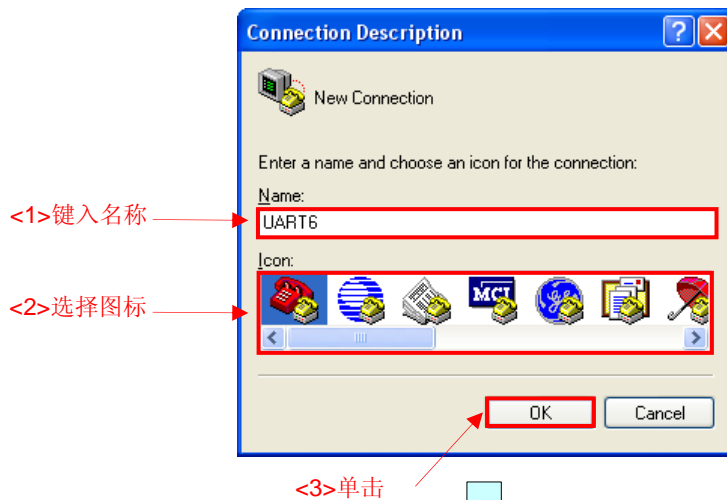 Connection Description
New Connection
Enter a name and choose an icon for the connection:
Name:
<1>键入名称
UART6
Icon:
<2>选择图标
MCI
OK
Cancel
<3>单击